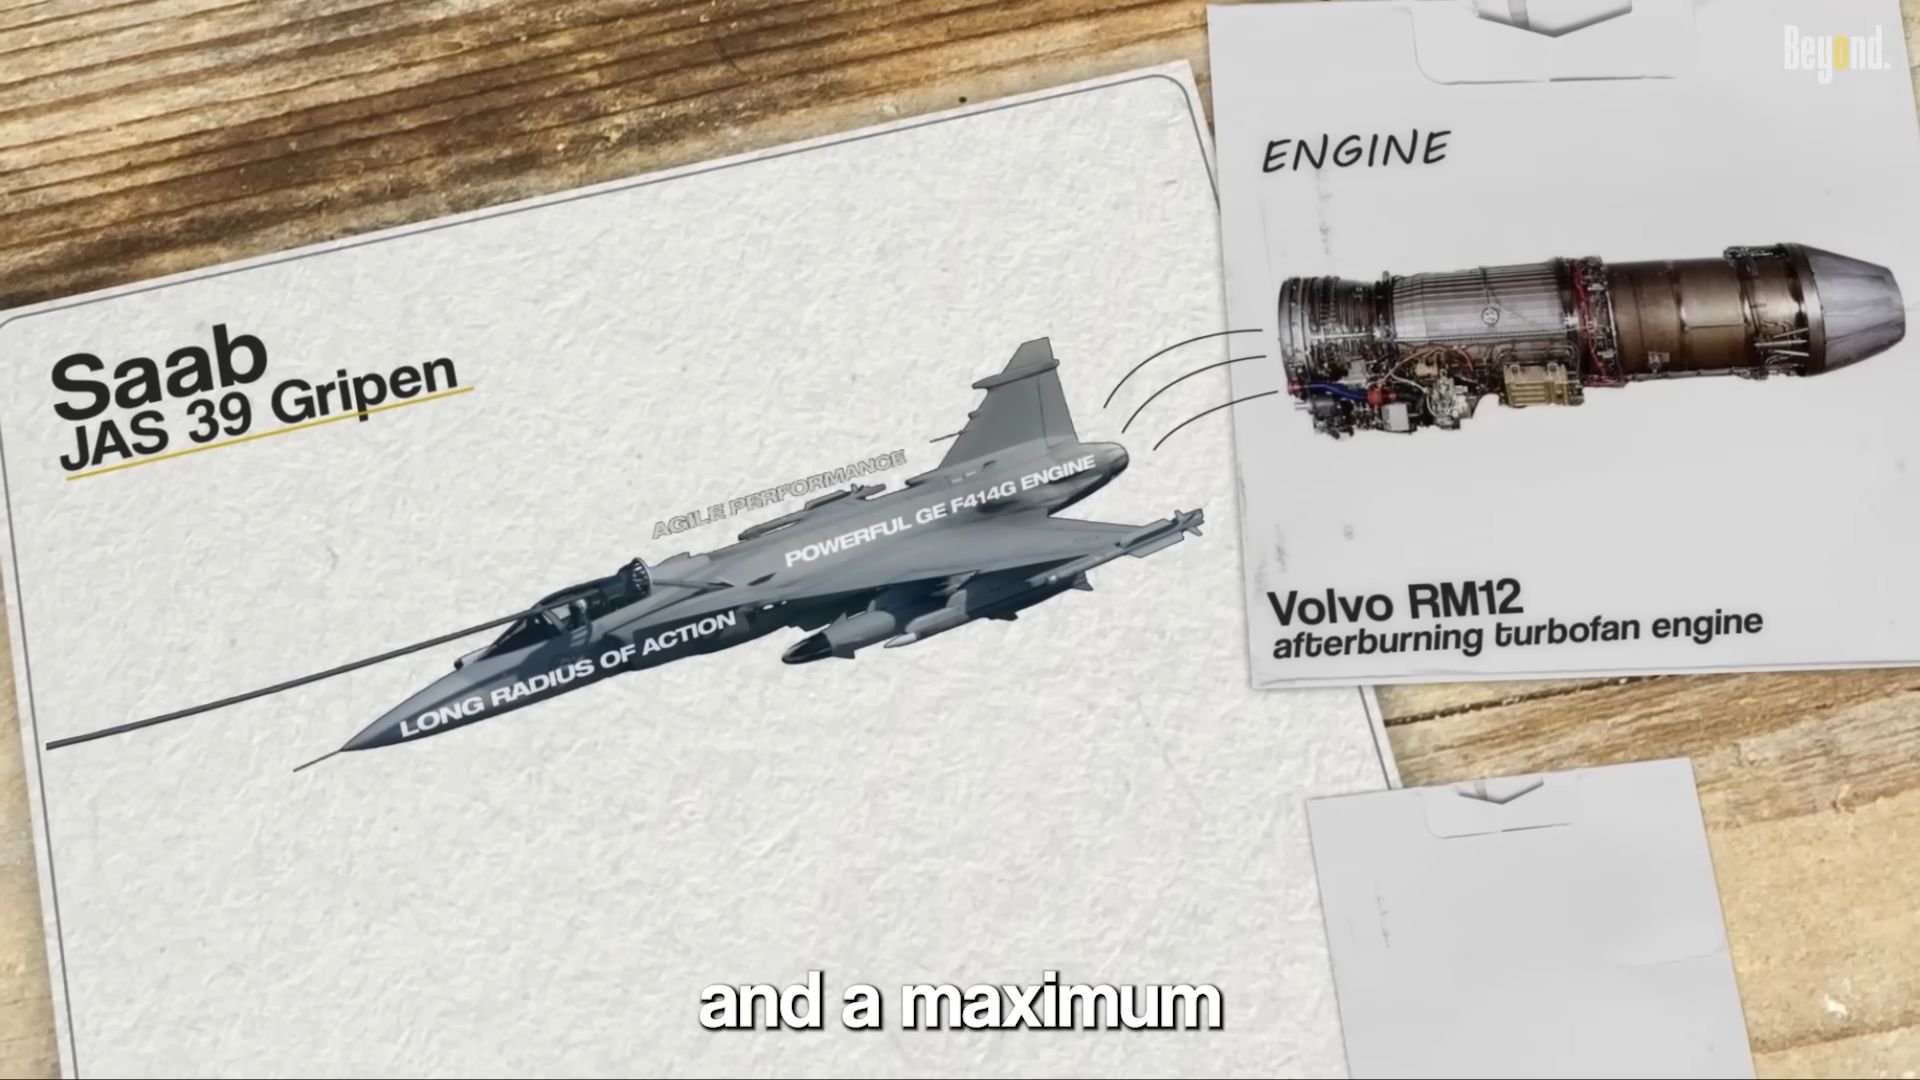 Beyond.
ENGINE
Saab
JAS 39 Gripen
AGILE PERFORMANCE
POWERFUL GE F414G ENGINE
LONG RADIUS OF ACTION
Volvo RM12
afterburning turbofan engine
and a maximum